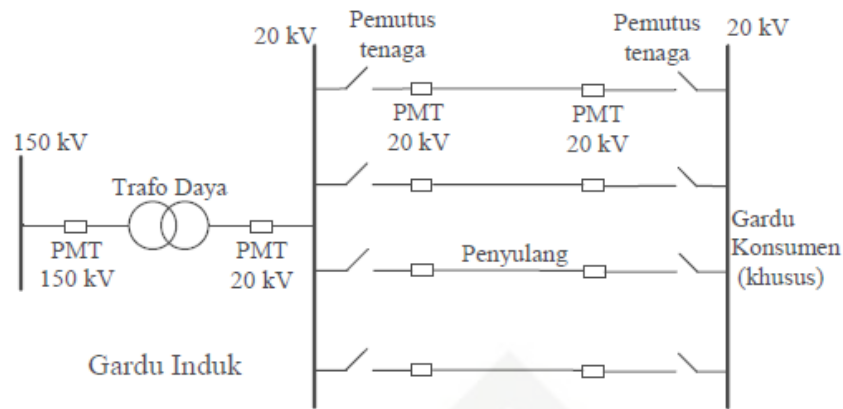 20 kV
Pemutus
tenaga
Pemutus
tenaga
20 kV
PMT
20 kV
PMT
20 kV
150 kV
Trafo Daya
PMT
150 kV
PMT
20 kV
Penyulang
Gardu
Konsumen
(khusus)
Gardu Induk